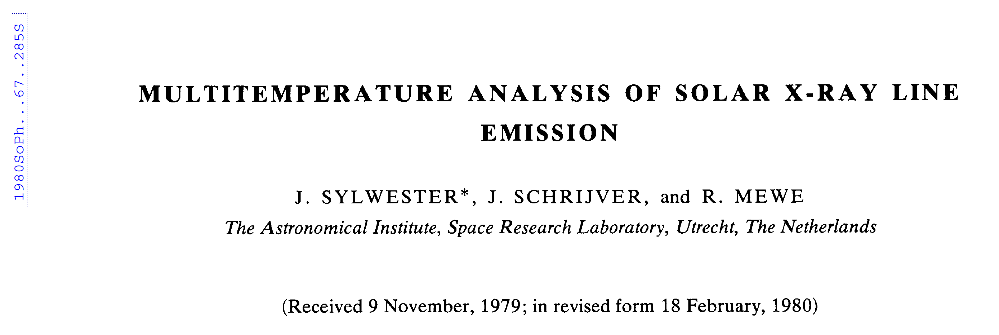 1980SoPh...67..285S
MULTITEMPERATURE ANALYSIS OF SOLAR X-RAY LINE
EMISSION
J. SYLWESTER*, J. SCHRIJVER, and R. MEWE
The Astronomical Institute, Space Research Laboratory, Utrecht, The Netherlands
(Received 9 November, 1979; in revised form 18 February, 1980)